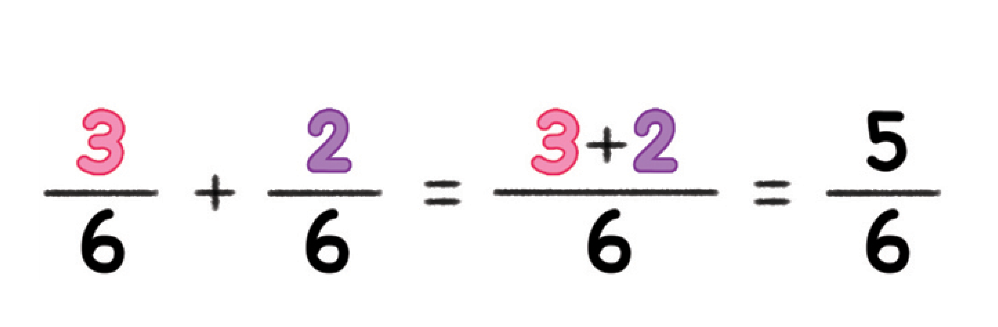 3/6 + 2/6 = 3+2/6 = 5/6